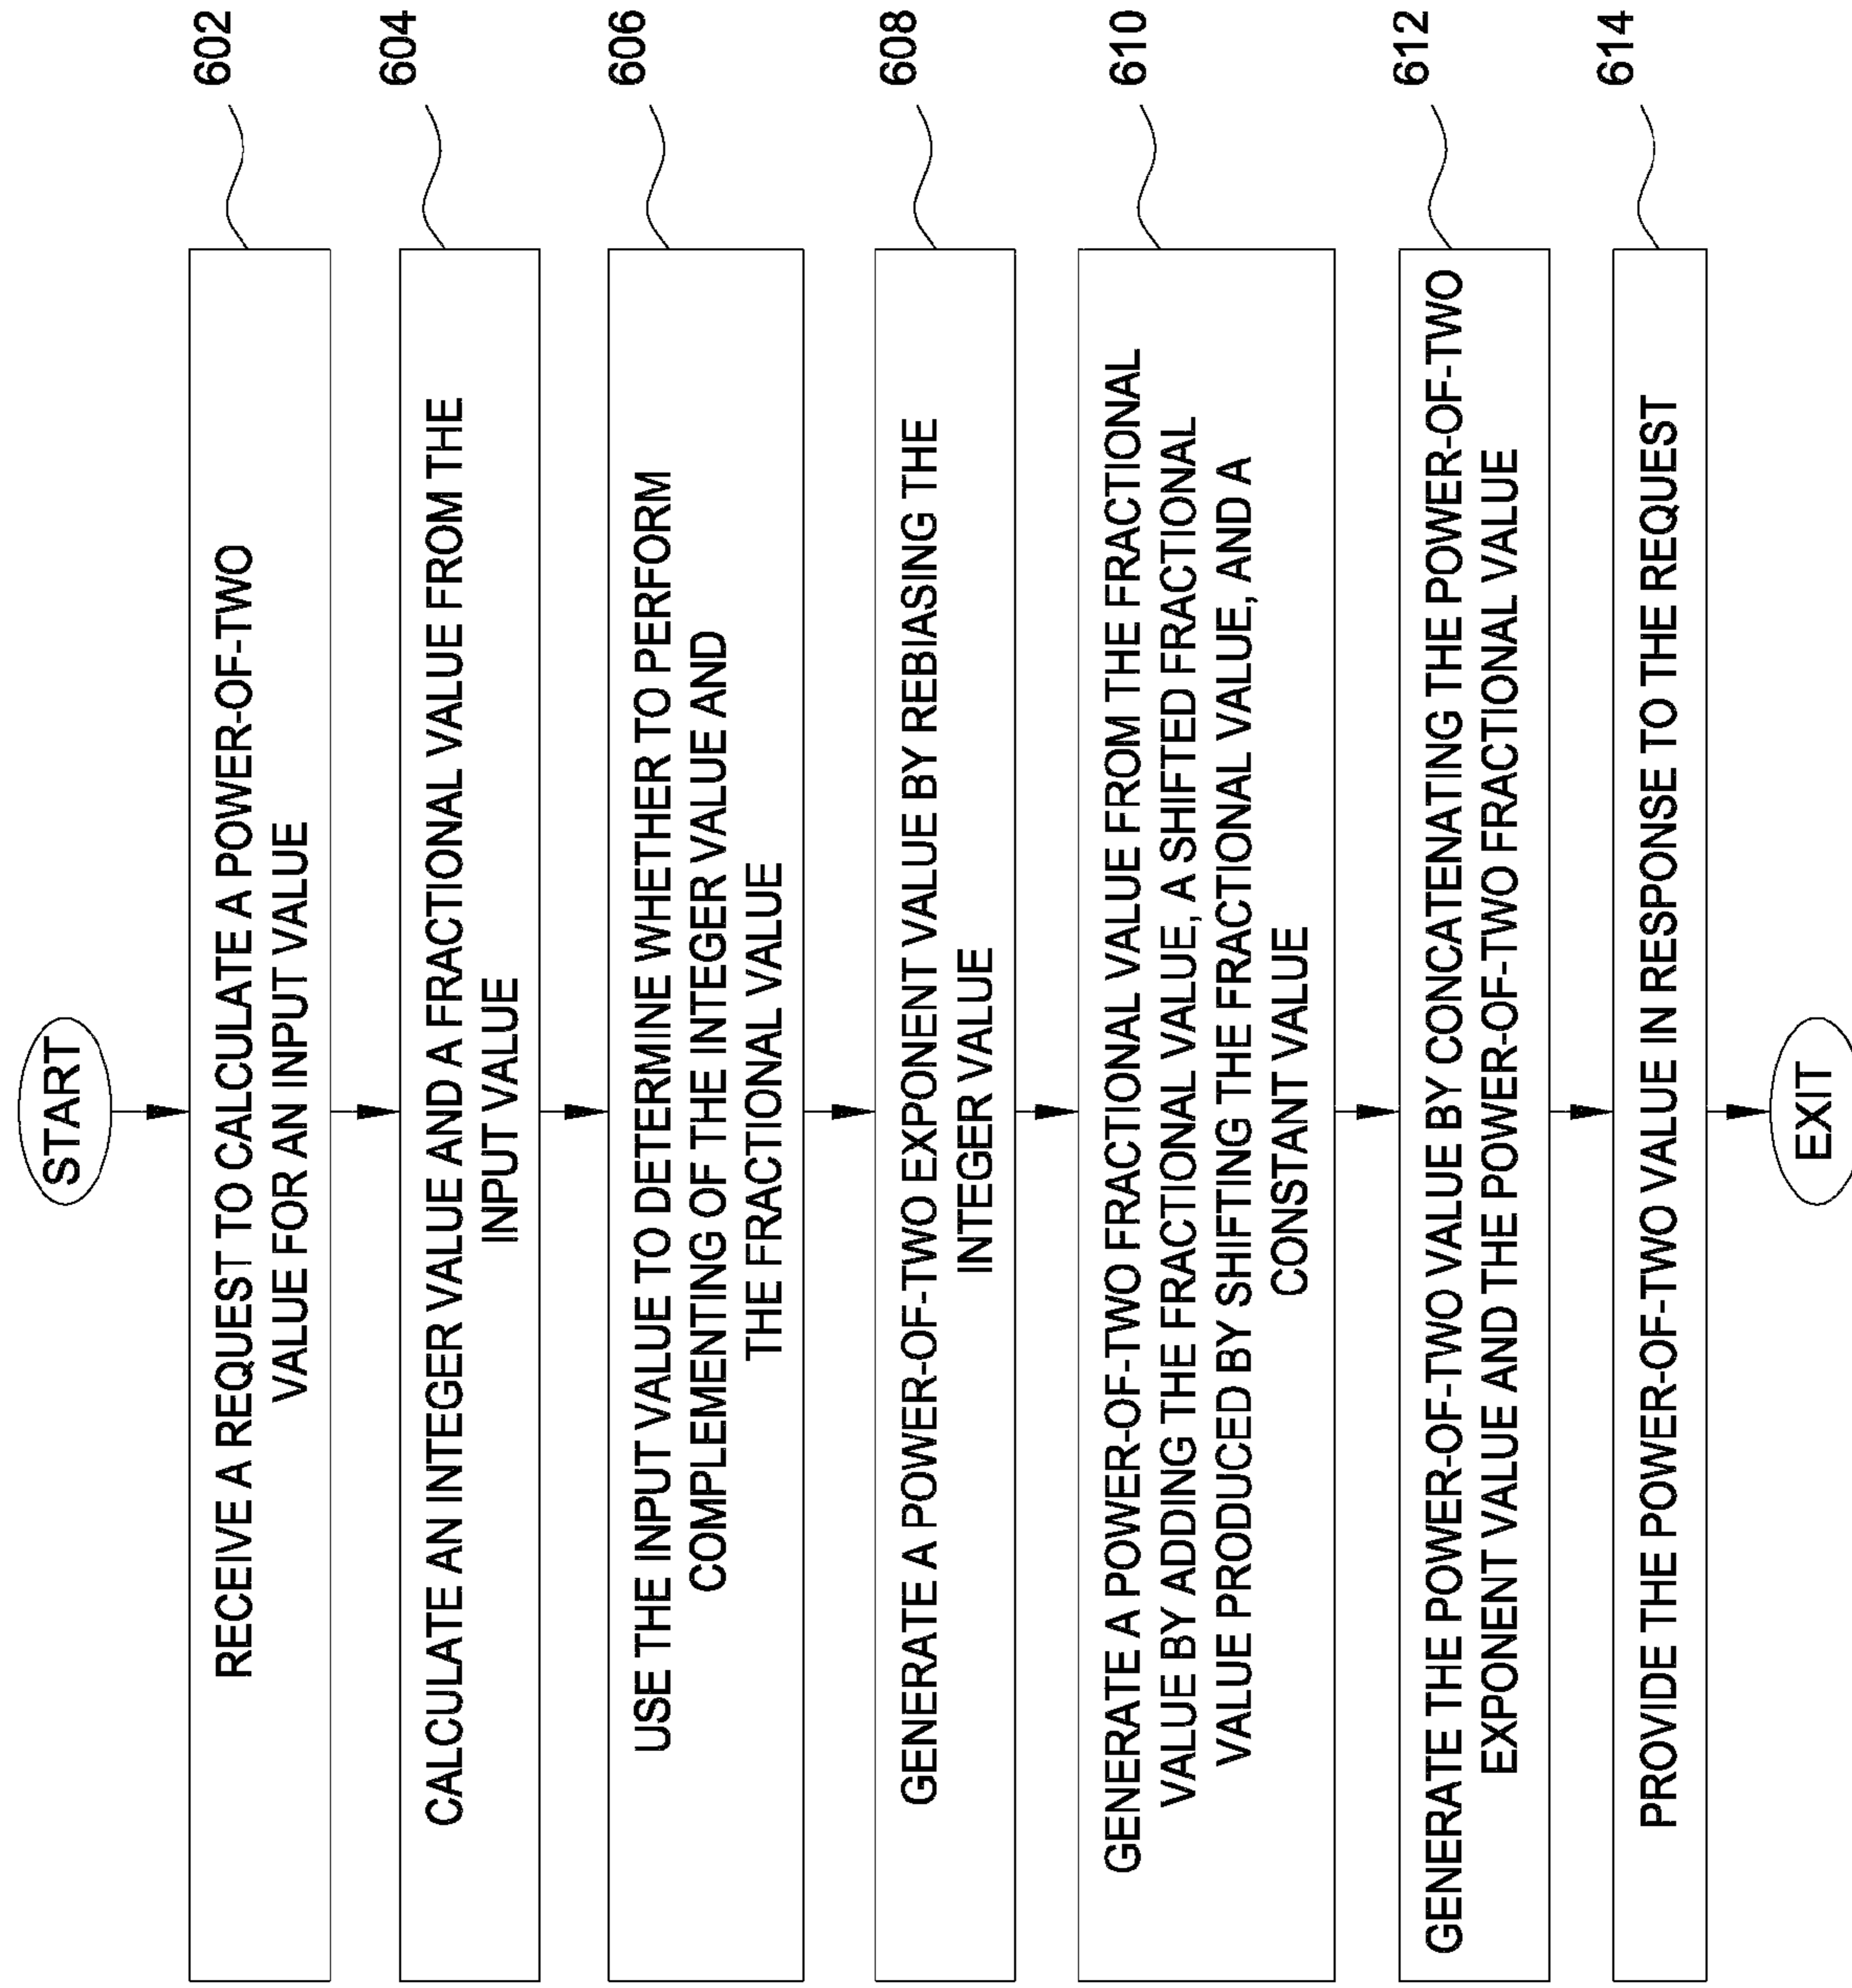 START
RECEIVE A REQUEST TO CALCULATE A POWER-OF-TWO
VALUE FOR AN INPUT VALUE
602
CALCULATE AN INTEGER VALUE AND A FRACTIONAL VALUE FROM THE
INPUT VALUE
604
USE THE INPUT VALUE TO DETERMINE WHETHER TO PERFORM
COMPLEMENTING OF THE INTEGER VALUE AND
THE FRACTIONAL VALUE
606
GENERATE A POWER-OF-TWO EXPONENT VALUE BY REBIASING THE
INTEGER VALUE
608
GENERATE A POWER-OF-TWO FRACTIONAL VALUE FROM THE FRACTIONAL
VALUE BY ADDING THE FRACTIONAL VALUE, A SHIFTED FRACTIONAL
VALUE PRODUCED BY SHIFTING THE FRACTIONAL VALUE, AND A
CONSTANT VALUE
610
GENERATE THE POWER-OF-TWO VALUE BY CONCATENATING THE POWER-OF-TWO
EXPONENT VALUE AND THE POWER-OF-TWO FRACTIONAL VALUE
612
PROVIDE THE POWER-OF-TWO VALUE IN RESPONSE TO THE REQUEST
614
EXIT